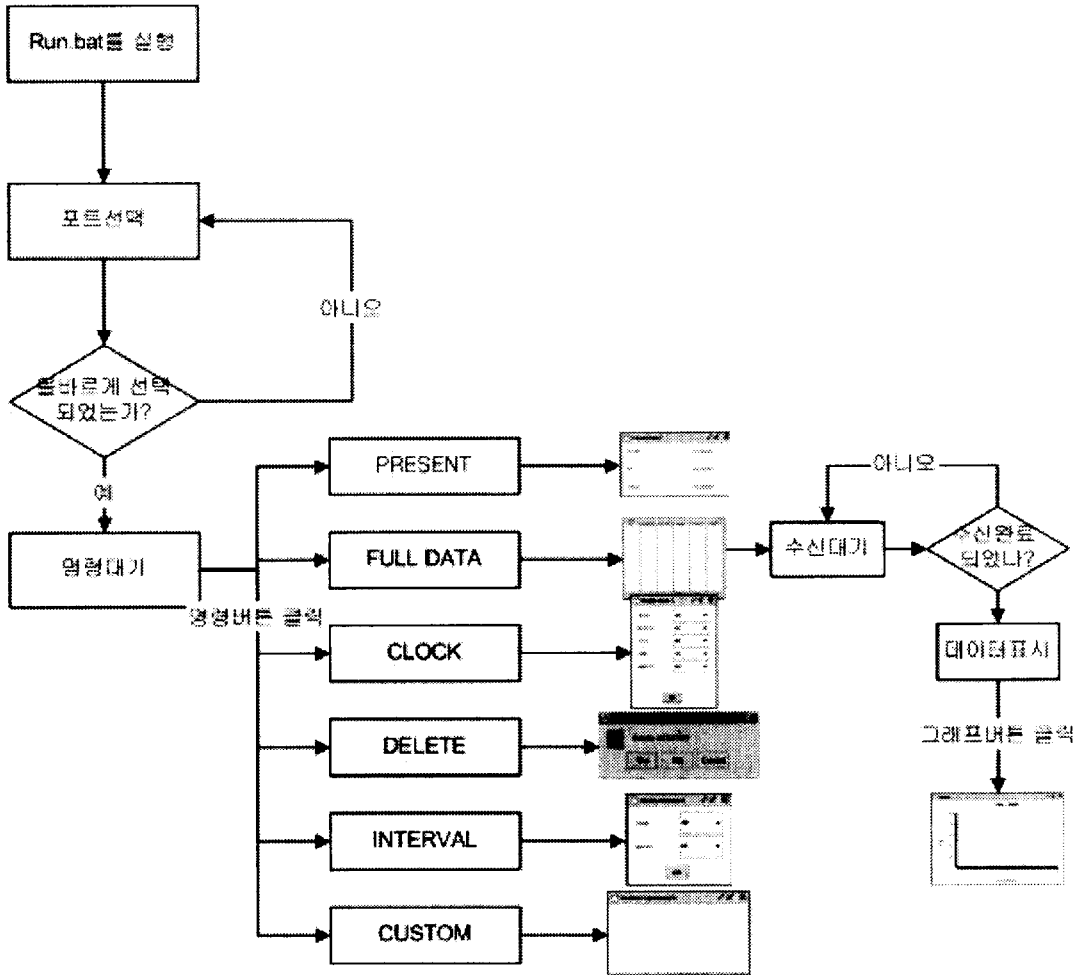 Run.bat를 실행
포트선택
아니오
올바르게 선택
되었는가?
예
명령대기
명령버튼 클릭
PRESENT
FULL DATA
CLOCK
DELETE
INTERVAL
CUSTOM
수신대기
아니오
수신완료
되었나?
데이터표시
그래프버튼 클릭